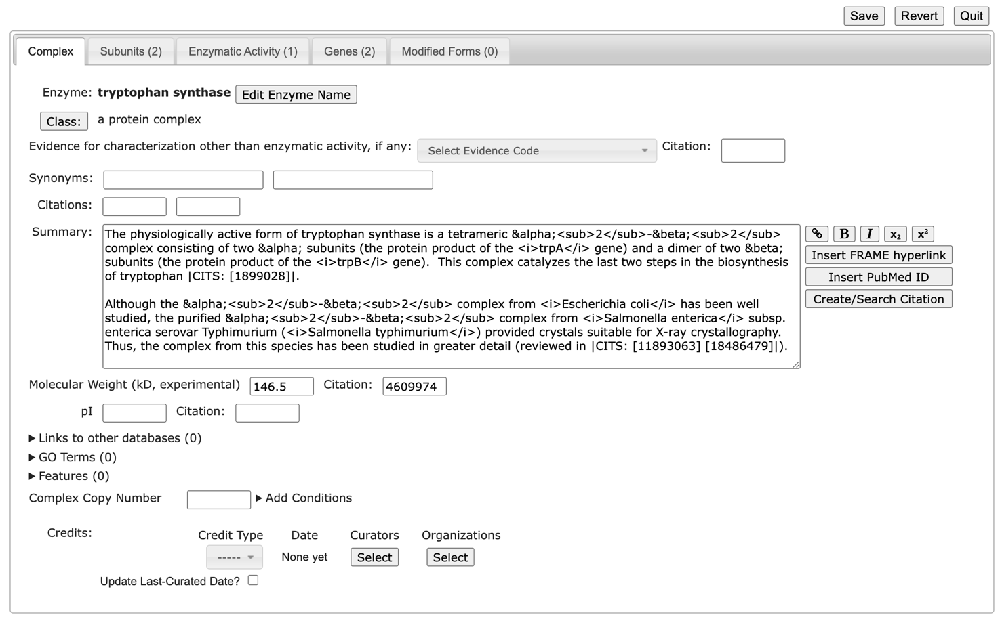 Save Revert Quit
Complex Subunits (2) Enzymatic Activity (1) Genes (2) Modified Forms (0)
Enzyme: tryptophan synthase Edit Enzyme Name
Class: a protein complex
Evidence for characterization other than enzymatic activity, if any: Select Evidence Code Citation:
Synonyms:
Citations:
Summary:
The physiologically active form of tryptophan synthase is a tetrameric &alpha;<sub>2</sub>-&beta;<sub>2</sub>
complex consisting of two &alpha; subunits (the protein product of the <i>trpA</i> gene) and a dimer of two &beta;
subunits (the protein product of the <i>trpB</i> gene).  This complex catalyzes the last two steps in the biosynthesis
of tryptophan |CITS: [1899028]|.
Although the &alpha;<sub>2</sub>-&beta;<sub>2</sub> complex from <i>Escherichia coli</i> has been well
studied, the purified &alpha;<sub>2</sub>-&beta;<sub>2</sub> complex from <i>Salmonella enterica</i> subsp.
enterica serovar Typhimurium (<i>Salmonella typhimurium</i>) provided crystals suitable for X-ray crystallography.
Thus, the complex from this species has been studied in greater detail (reviewed in |CITS: [11893063] [18486479]|).
B I x₂ x²
Insert FRAME hyperlink
Insert PubMed ID
Create/Search Citation
Molecular Weight (kD, experimental) 146.5 Citation: 4609974
pI Citation:
Links to other databases (0)
GO Terms (0)
Features (0)
Complex Copy Number Add Conditions
Credits: Credit Type Date Curators Organizations
----- None yet Select Select
Update Last-Curated Date?